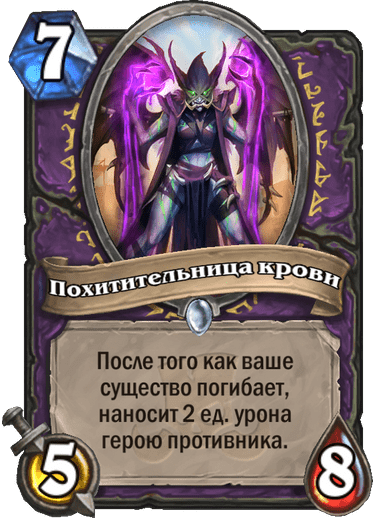 7
Похитительница крови
После того как ваше
существо погибает,
наносит 2 ед. урона
герою противника.
5
8